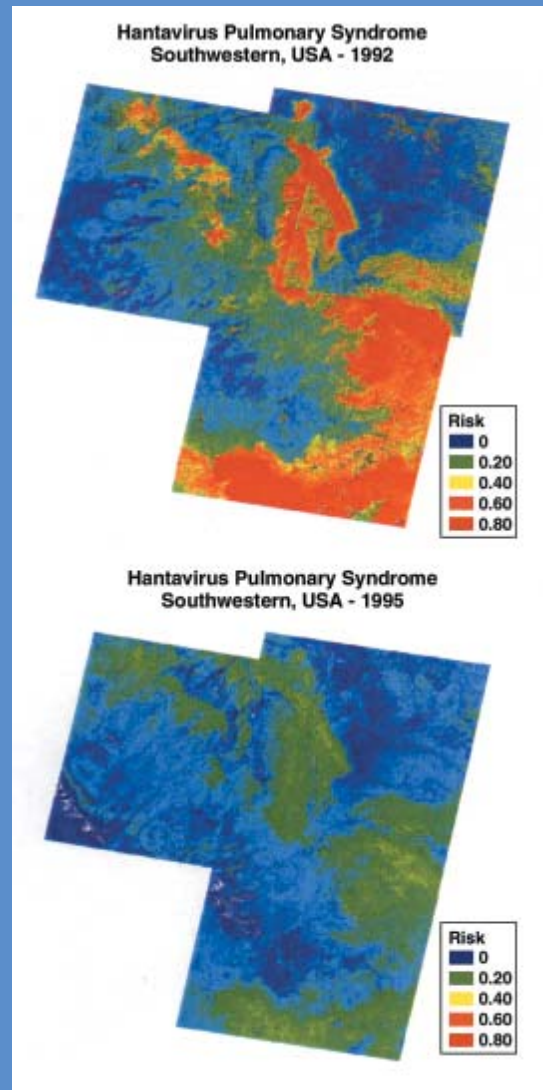 Hantavirus Pulmonary Syndrome
Southwestern, USA - 1992
Risk
0
0.20
0.40
0.60
0.80
Hantavirus Pulmonary Syndrome
Southwestern, USA - 1995
Risk
0
0.20
0.40
0.60
0.80